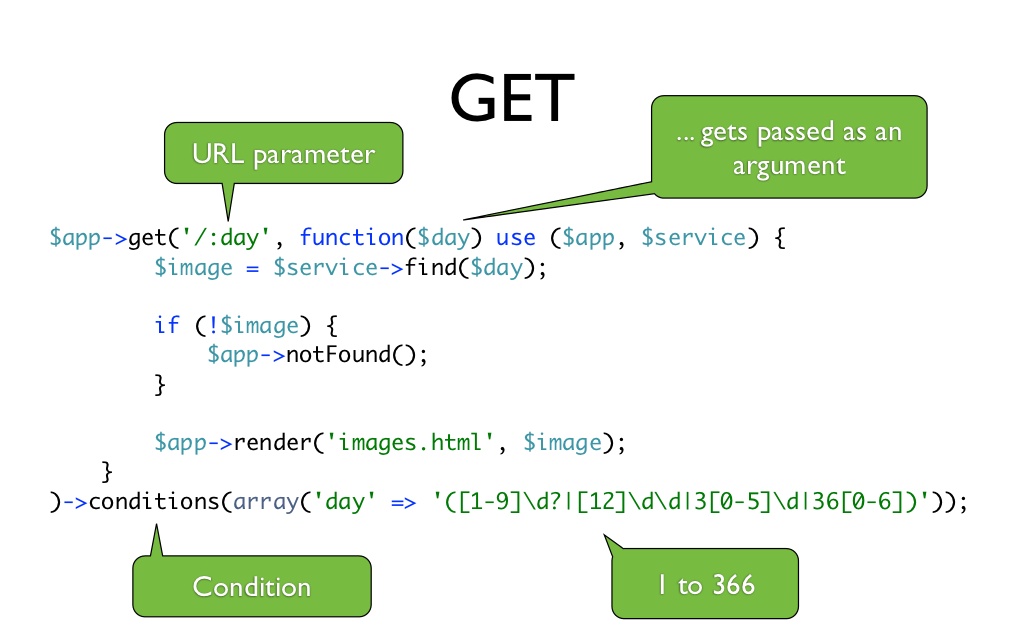 GET
URL parameter
... gets passed as an
argument
$app->get('/:day', function($day) use ($app, $service) {
        $image = $service->find($day);
        if (!$image) {
            $app->notFound();
        }
        $app->render('images.html', $image);
    }
)->conditions(array('day' => '([1-9]\d?|[12]\d\d|3[0-5]\d|36[0-6])'));
Condition
1 to 366